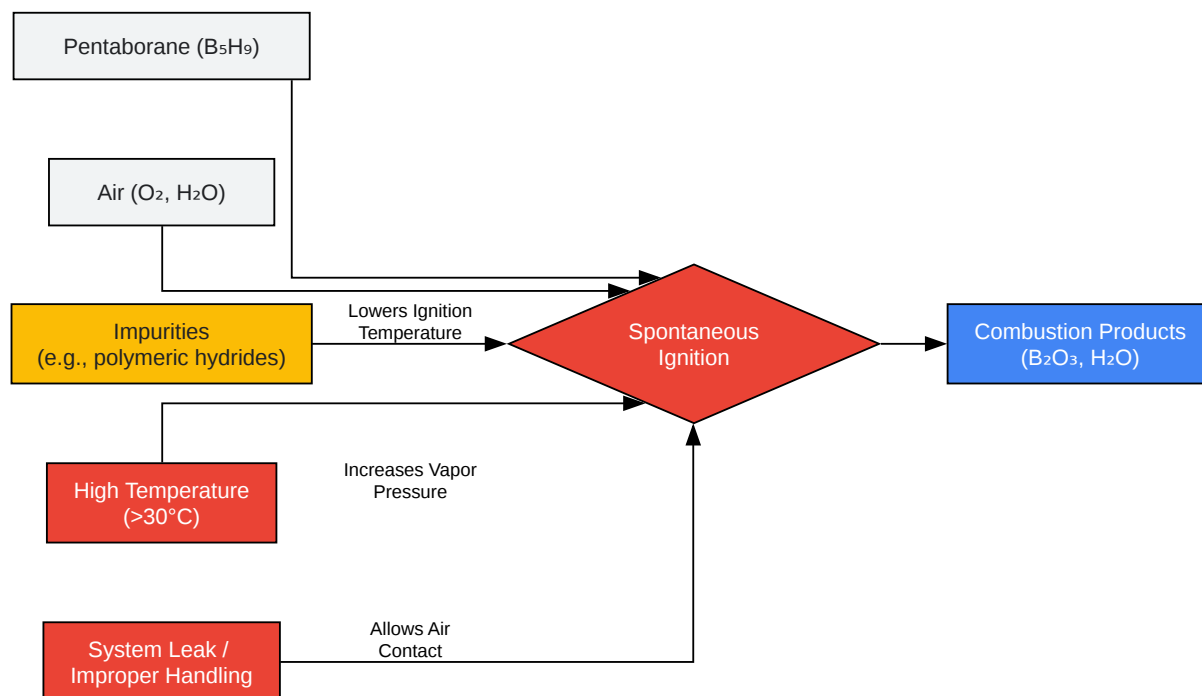 Pentaborane (B₅H₉)
Air (O₂, H₂O)
Impurities
(e.g., polymeric hydrides)
Lowers Ignition
Temperature
Spontaneous
Ignition
Combustion Products
(B₂O₃, H₂O)
High Temperature
(>30°C)
Increases Vapor
Pressure
System Leak /
Improper Handling
Allows Air
Contact